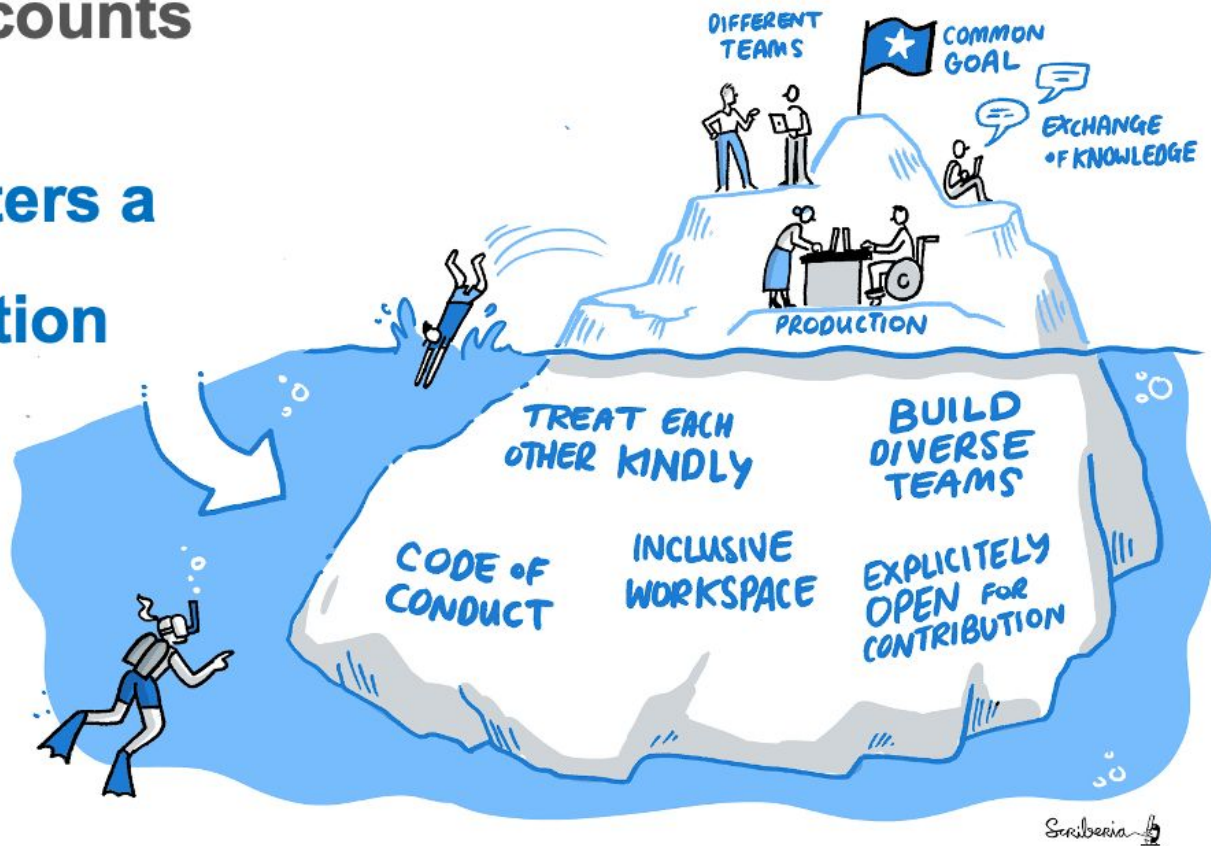 counts
ters a
tion
DIFFERENT
TEAMS
COMMON
GOAL
EXCHANGE
OF KNOWLEDGE
PRODUCTION
TREAT EACH
OTHER KINDLY
BUILD
DIVERSE
TEAMS
CODE OF
CONDUCT
INCLUSIVE
WORKSPACE
EXPLICITELY
OPEN FOR
CONTRIBUTION
Scriberia